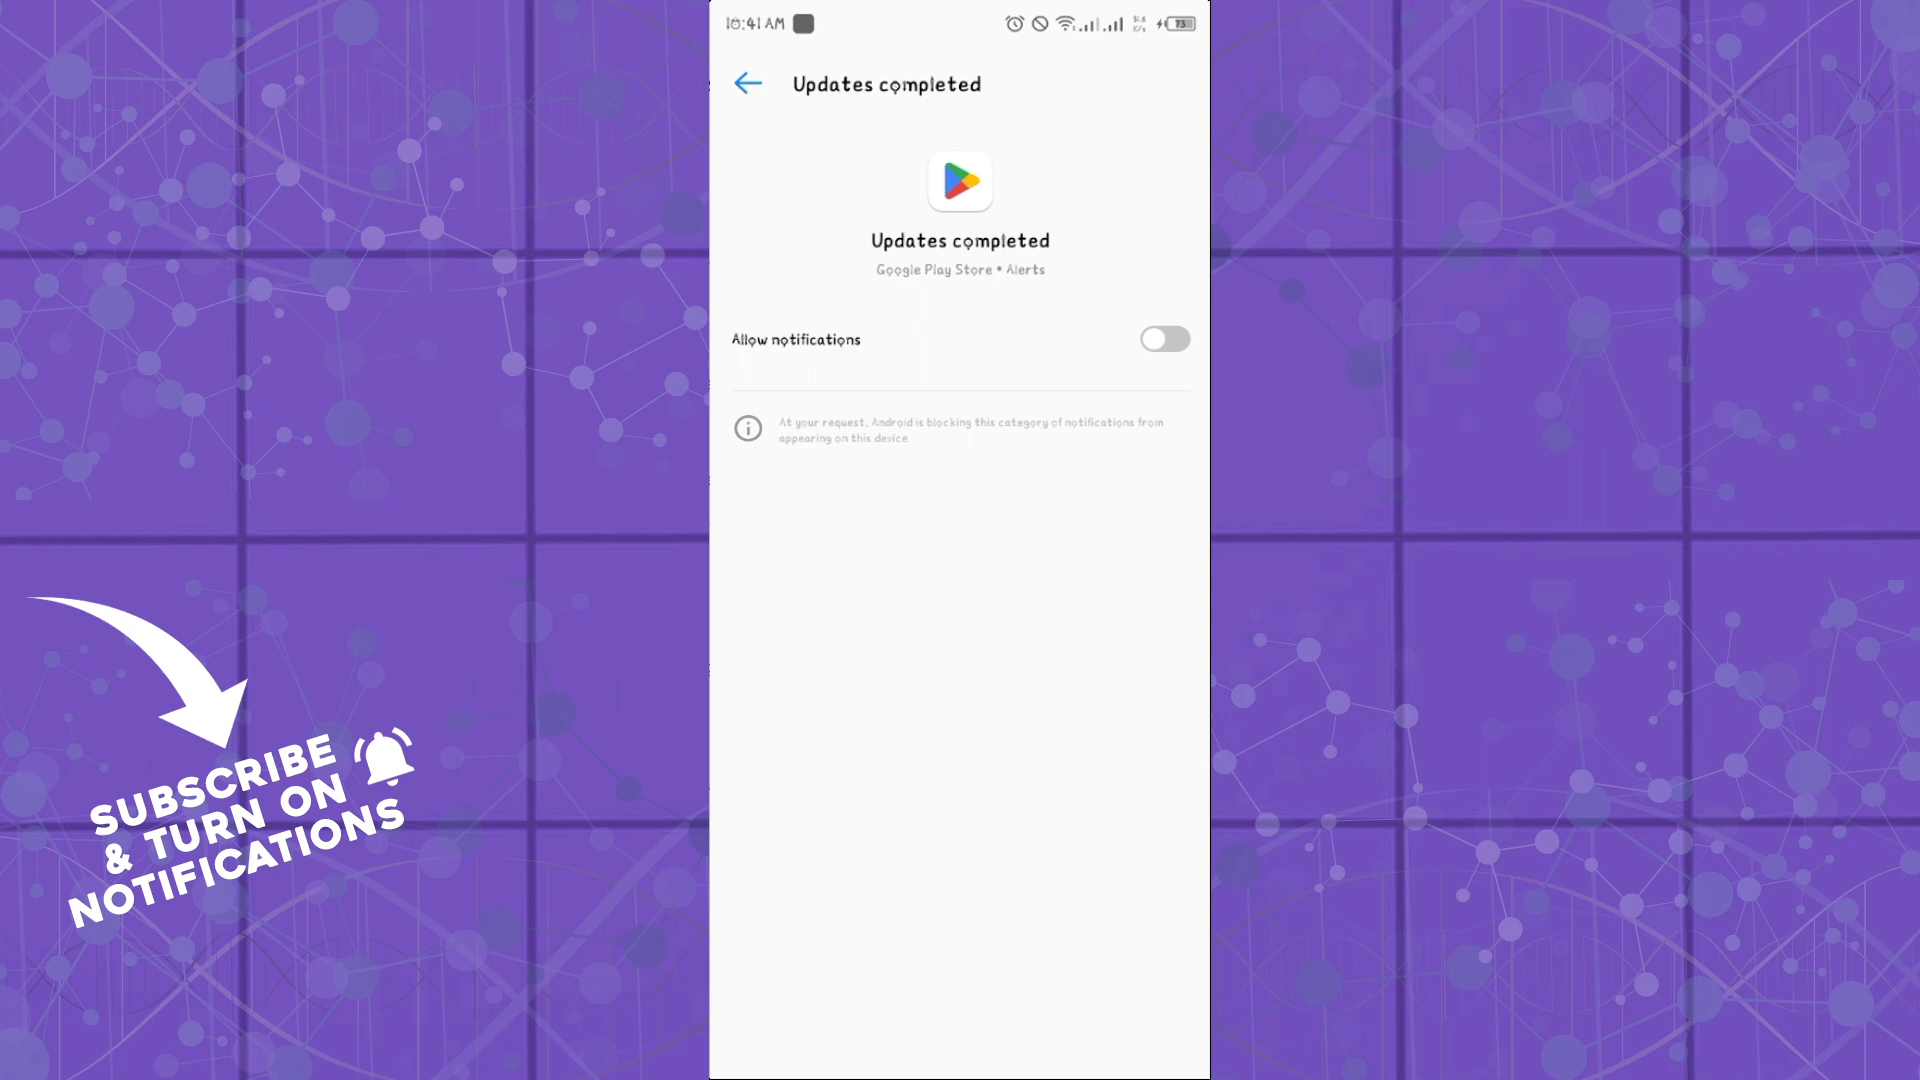 10:41 AM
73
Updates completed
Updates completed
Google Play Store • Alerts
Allow notifications
At your request, Android is blocking this category of notifications from
appearing on this device
SUBSCRIBE
& TURN ON
NOTIFICATIONS